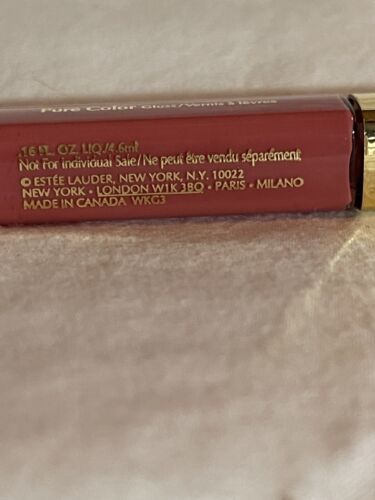 Pure Color Gloss/Vernis à lèvres
.16 FL. OZ. LIQ./4.6ml
Not For Individual Sale/Ne peut être vendu séparément
© ESTÉE LAUDER, NEW YORK, N.Y. 10022
NEW YORK • LONDON W1K 3BQ • PARIS • MILANO
MADE IN CANADA WKG3